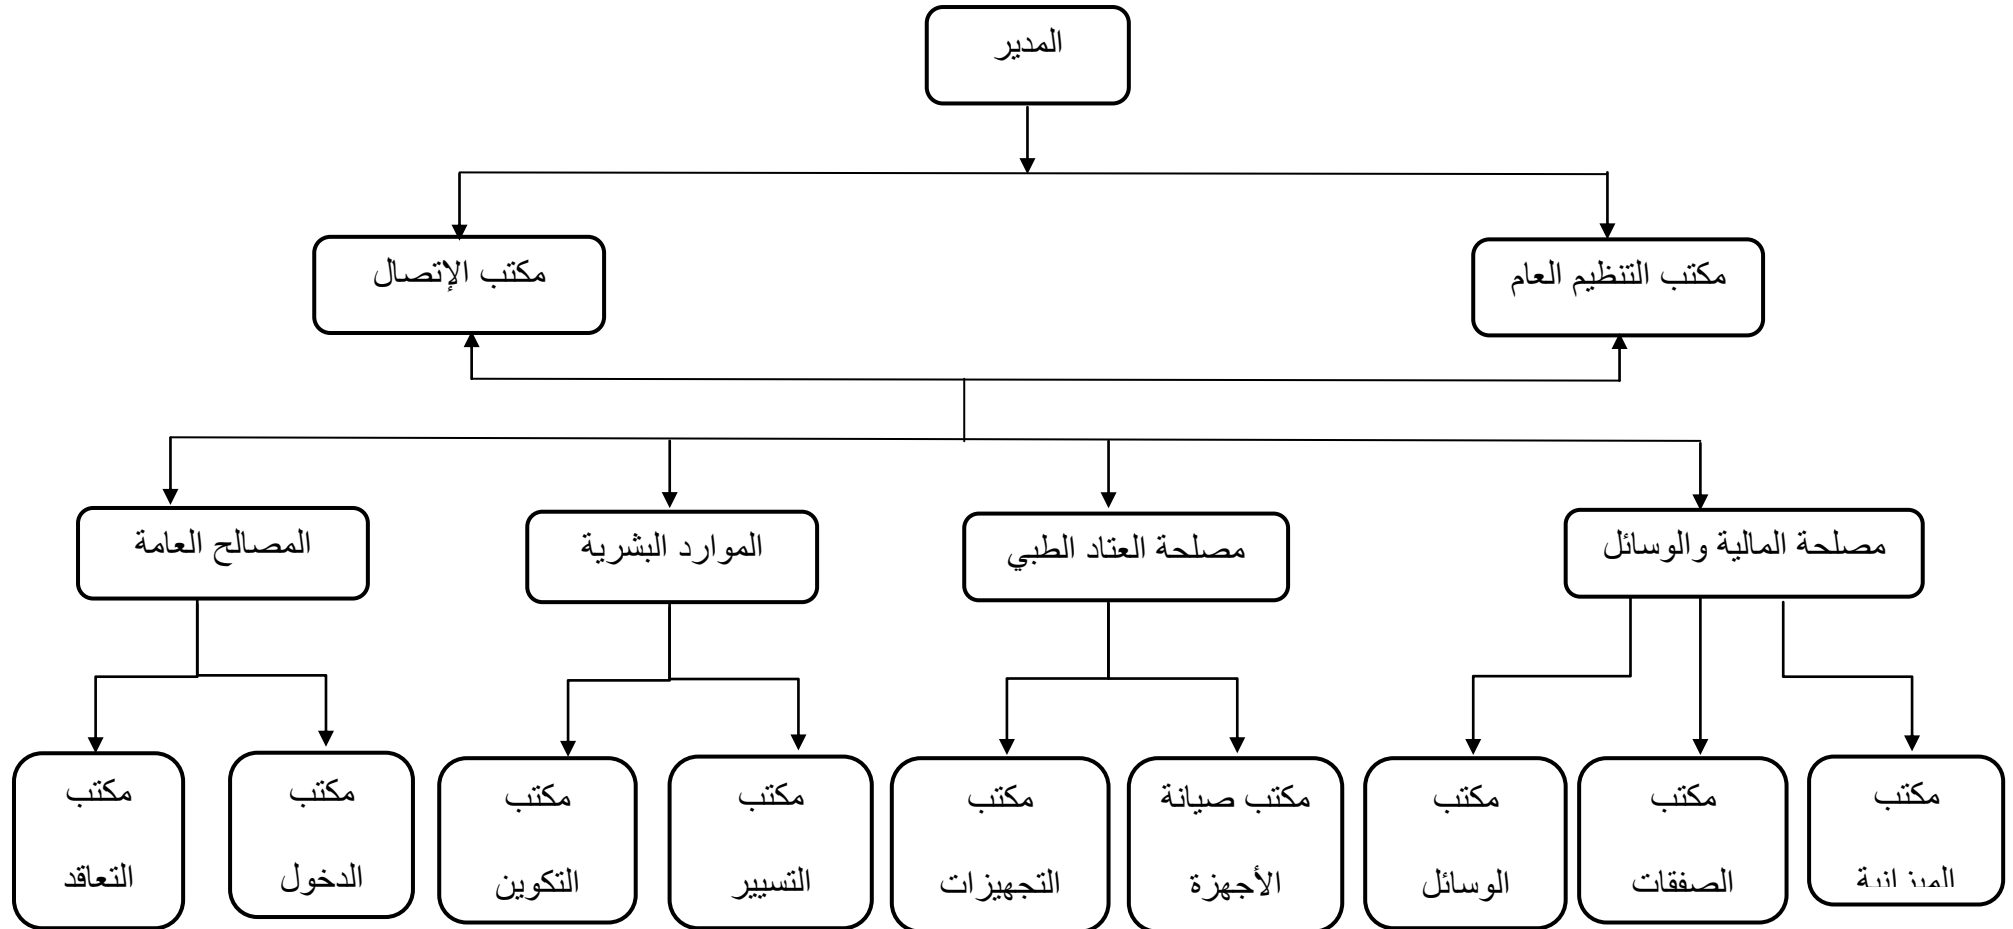 المدير
مكتب التنظيم العام
مكتب الإتصال
مصلحة المالية والوسائل
مصلحة العتاد الطبي
الموارد البشرية
المصالح العامة
مكتب
الميزانية
مكتب
الصفقات
مكتب
الوسائل
مكتب صيانة
الأجهزة
مكتب
التجهيزات
مكتب
التسيير
مكتب
التكوين
مكتب
الدخول
مكتب
التعاقد